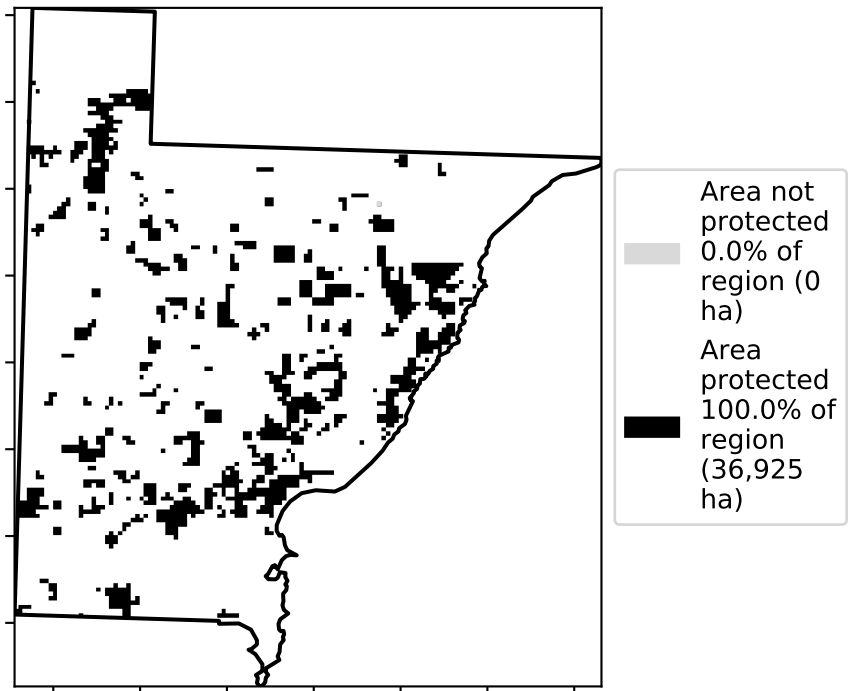 Area not
protected
0.0% of
region (0
ha)
Area
protected
100.0% of
region
(36,925
ha)